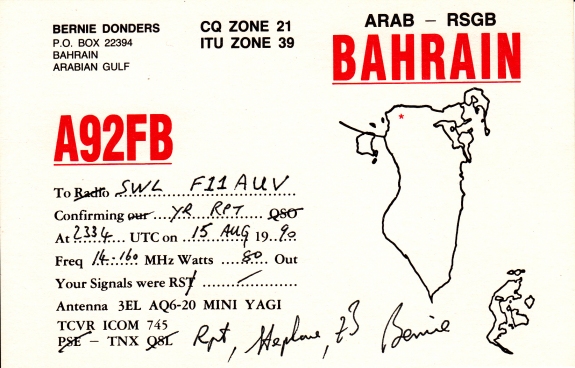 BERNIE DONDERS
P.O. BOX 22394
BAHRAIN
ARABIAN GULF
CQ ZONE 21
ITU ZONE 39
ARAB – RSGB
BAHRAIN
*
A92FB
To Radio SWL F11AUV
Confirming our YR RPT QSO
At 2334 UTC on 15 AUG 19 90
Freq 14.160 MHz Watts 80 Out
Your Signals were RST /
Antenna 3EL AQ6-20 MINI YAGI
TCVR ICOM 745
PSE – TNX QSL Rpt, Stephane, 73 Bernie